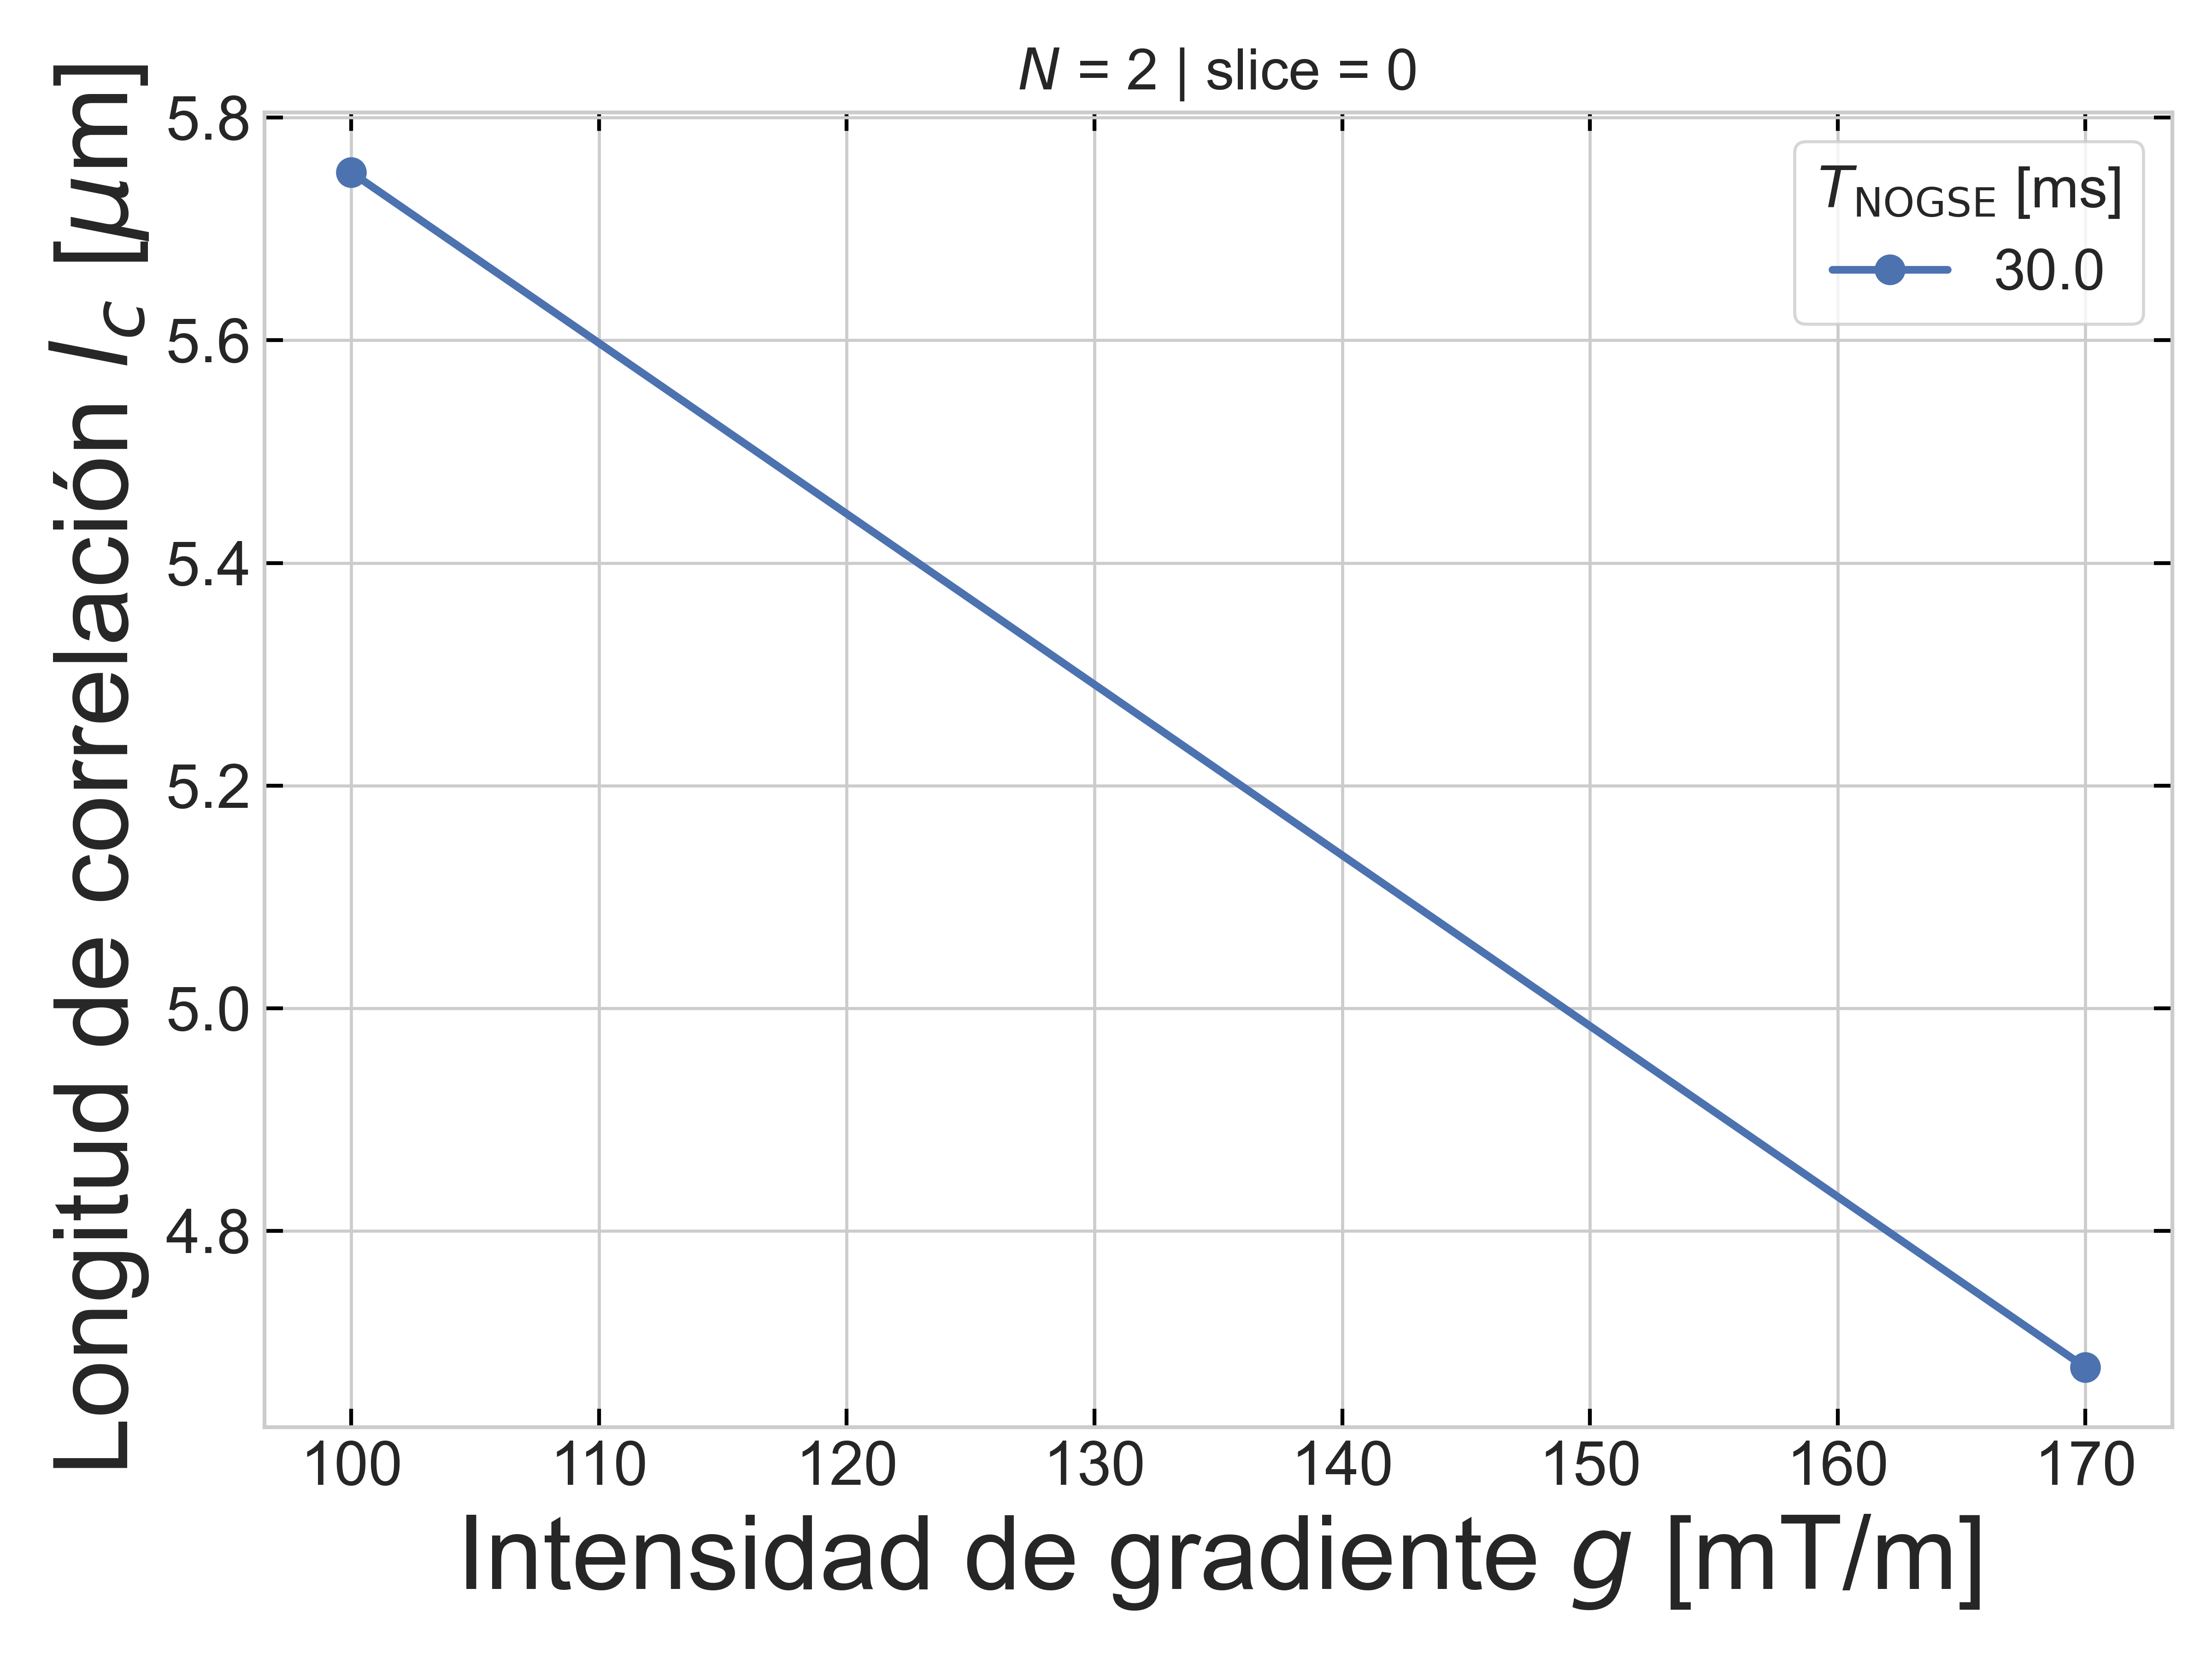 N = 2 | slice = 0
Longitud de correlación l_c [μm]
5.8
5.6
5.4
5.2
5.0
4.8
T_NOGSE [ms]
30.0
100 110 120 130 140 150 160 170
Intensidad de gradiente g [mT/m]